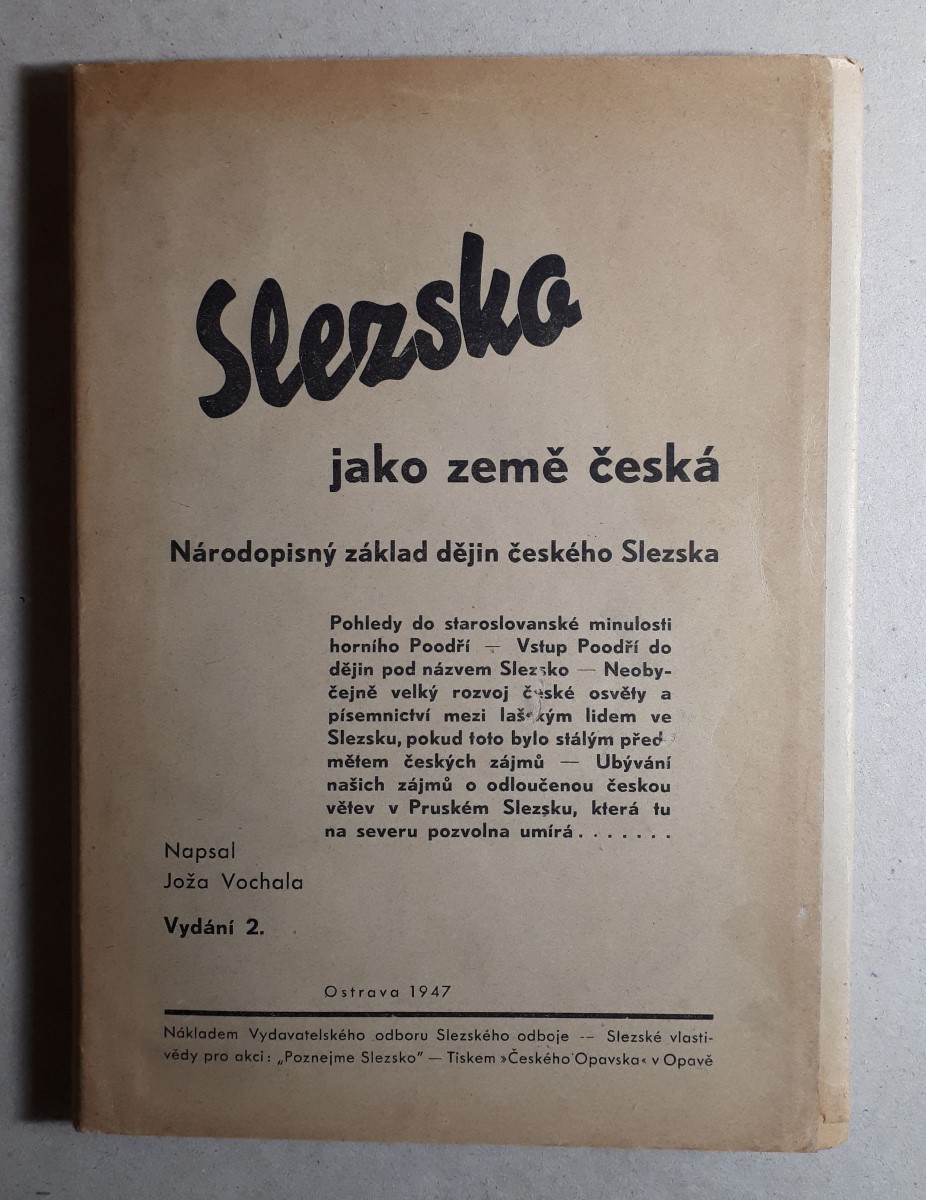 Slezsko
jako země česká
Národopisný základ dějin českého Slezska
Pohledy do staroslovanské minulosti
horního Poodří — Vstup Poodří do
dějin pod názvem Slezsko — Neoby-
čejně velký rozvoj české osvěty a
písemnictví mezi lašským lidem ve
Slezsku, pokud toto bylo stálým před-
mětem českých zájmů — Ubývání
našich zájmů o odloučenou českou
větev v Pruském Slezsku, která tu
na severu pozvolna umírá.......
Napsal
Joža Vochala
Vydání 2.
Ostrava 1947
Nákladem Vydavatelského odboru Slezského odboje -- Slezské vlasti-
vědy pro akci: „Poznejme Slezsko" — Tiskem »Českého Opavska« v Opavě